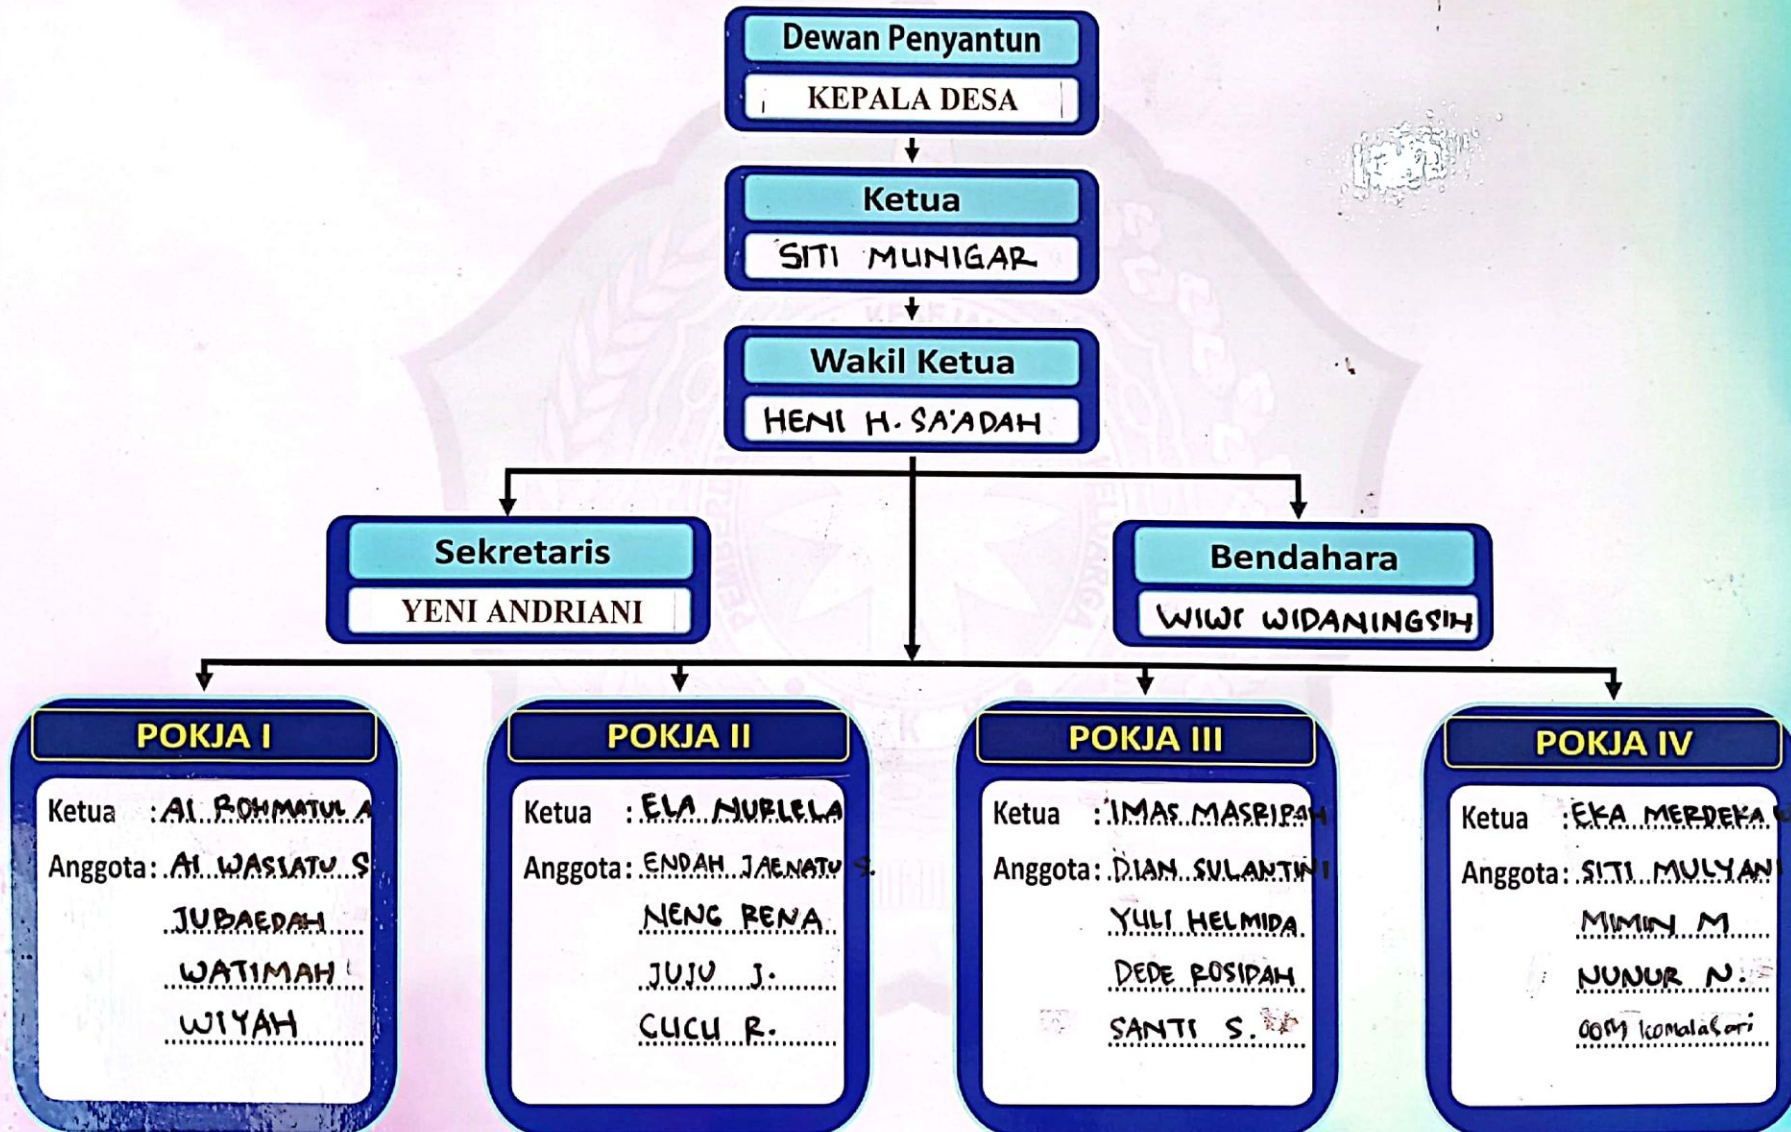 Dewan Penyantun
KEPALA DESA
Ketua
SITI MUNIGAR
Wakil Ketua
HENI H. SA'ADAH
Sekretaris
YENI ANDRIANI
Bendahara
WIWI WIDANINGSIH
POKJA I
Ketua : AI ROHMATUL A
Anggota: AI WASIATU S
JUBAEDAH
WATIMAH
WIYAH
POKJA II
Ketua : ELA NURLELA
Anggota: ENDAH JAENATU S.
NENG RENA
JUJU J.
CUCU R.
POKJA III
Ketua : IMAS MASRIPAH
Anggota: DIAN SULANTINI
YULI HELMIDA
DEDE ROSIDAH
SANTI S.
POKJA IV
Ketua : EKA MERDEKA
Anggota: SITI MULYANI
MIMIN M
NUNUR N.
OOM komalasari